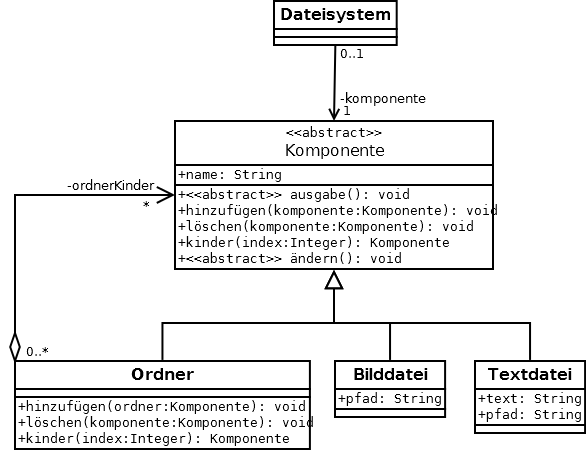 Dateisystem
0..1
-komponente
1
<<abstract>>
Komponente
+name: String
+<<abstract>> ausgabe(): void
+hinzufügen(komponente:Komponente): void
+löschen(komponente:Komponente): void
+kinder(index:Integer): Komponente
+<<abstract>> ändern(): void
-ordnerKinder
*
0..*
Ordner
+hinzufügen(ordner:Komponente): void
+löschen(komponente:Komponente): void
+kinder(index:Integer): Komponente
Bilddatei
+pfad: String
Textdatei
+text: String
+pfad: String